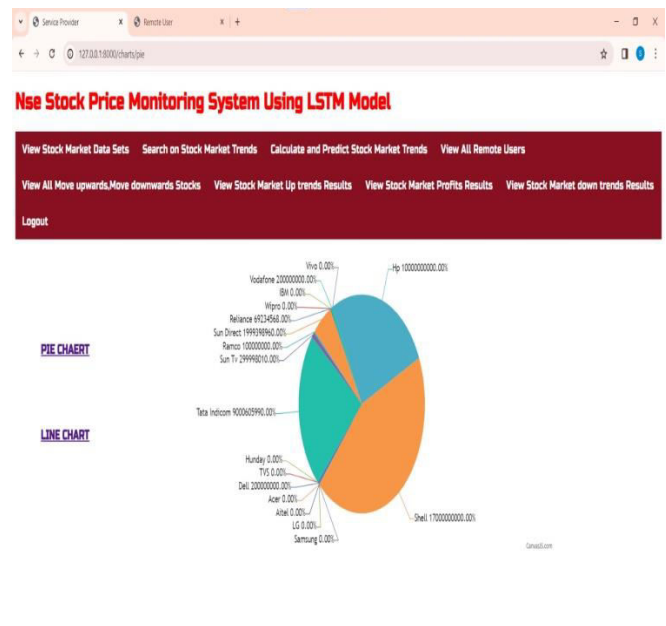 Service Provider
Remote User
127.0.0.1:8000/charts/pie
Nse Stock Price Monitoring System Using LSTM Model
View Stock Market Data Sets Search on Stock Market Trends Calculate and Predict Stock Market Trends View All Remote Users
View All Move upwards,Move downwards Stocks View Stock Market Up trends Results View Stock Market Profits Results View Stock Market down trends Results
Logout
Vivo 0.00%
Hp 10000000000.00%
Vodafone 200000000.00%
IBM 0.00%
Wipro 0.00%
Reliance 69234568.00%
Sun Direct 1999398960.00%
Ramco 100000000.00%
Sun Tv 299998010.00%
PIE CHAERT
Tata Indicom 9000605990.00%
LINE CHART
Hunday 0.00%
TVS 0.00%
Dell 200000000.00%
Acer 0.00%
Aitel 0.00%
LG 0.00%
Samsung 0.00%
Shell 17000000000.00%
CanvasJS.com